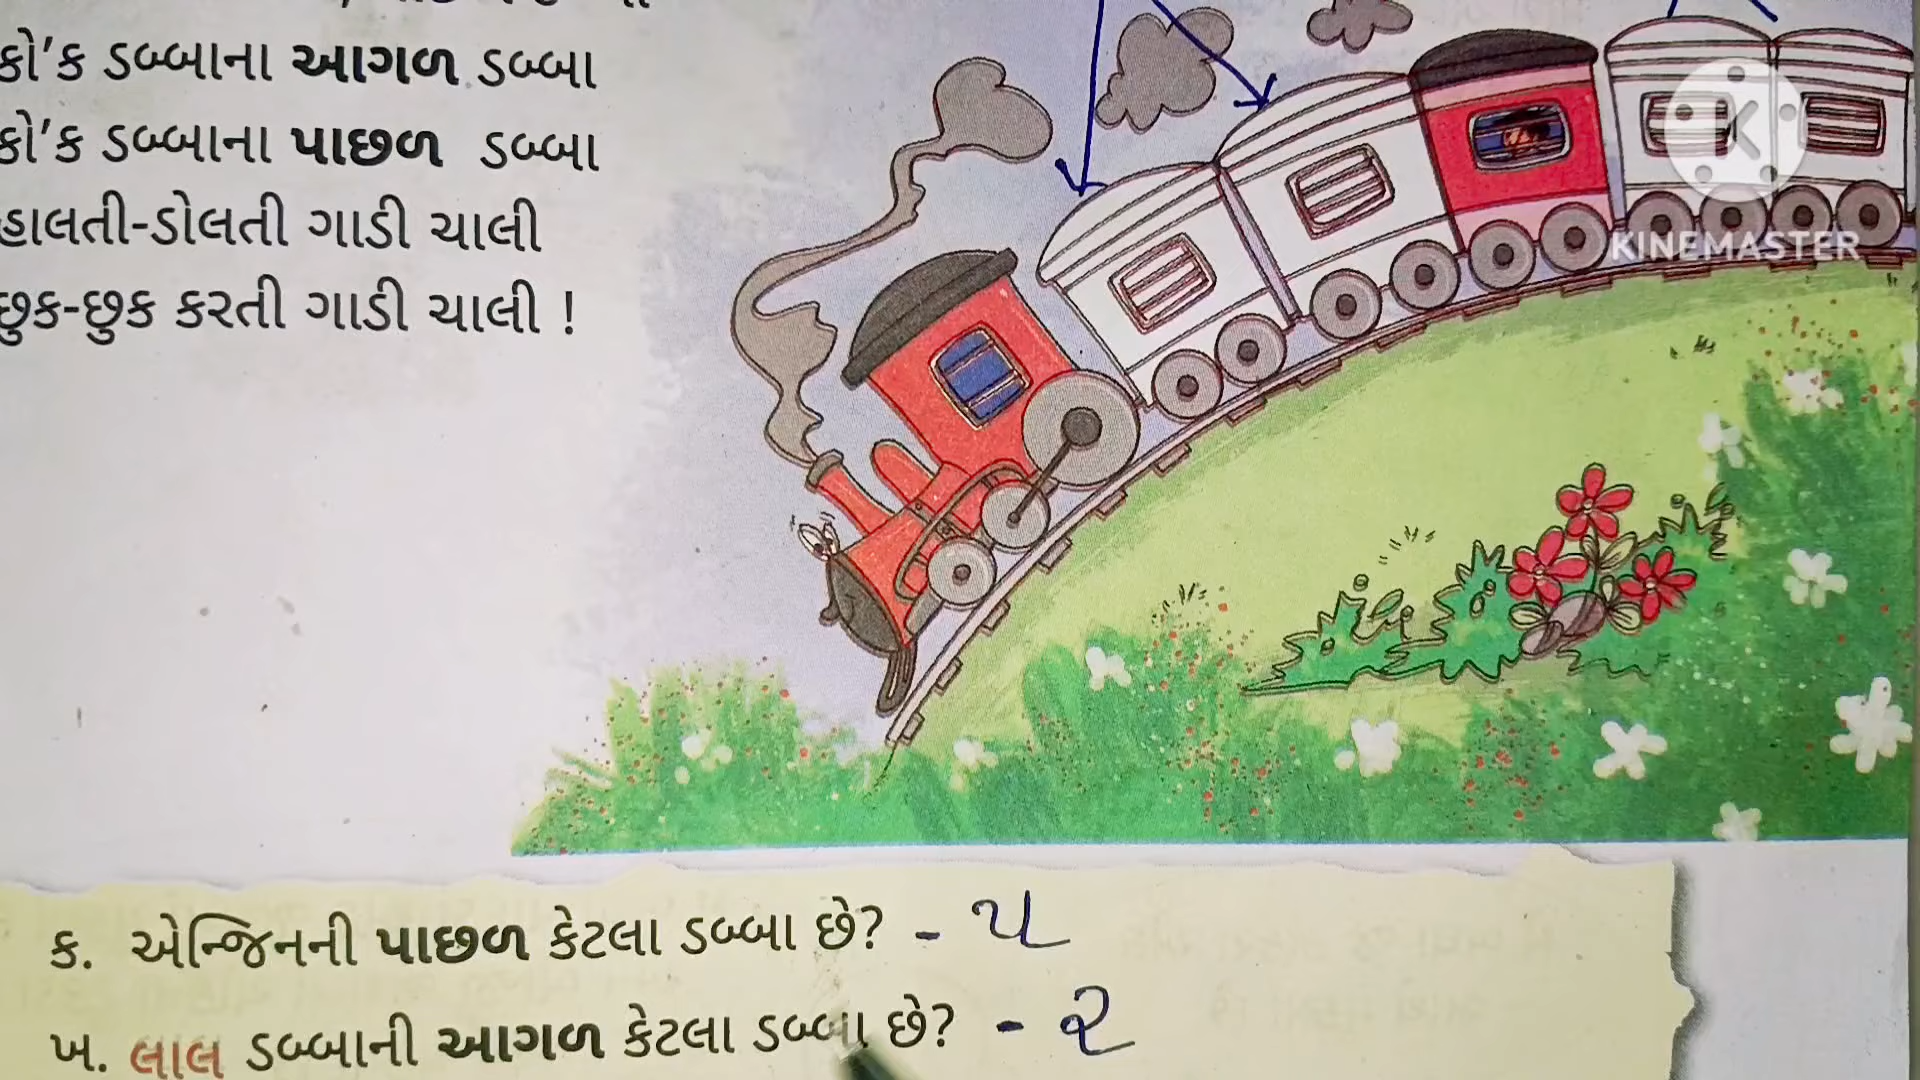 કો'ક ડબ્બાના આગળ ડબ્બા
કો'ક ડબ્બાના પાછળ ડબ્બા
હાલતી-ડોલતી ગાડી ચાલી
છુક-છુક કરતી ગાડી ચાલી !
KINEMASTER
ક. એન્જિનની પાછળ કેટલા ડબ્બા છે? - ૫
ખ. લાલ ડબ્બાની આગળ કેટલા ડબ્બા છે? - ૨